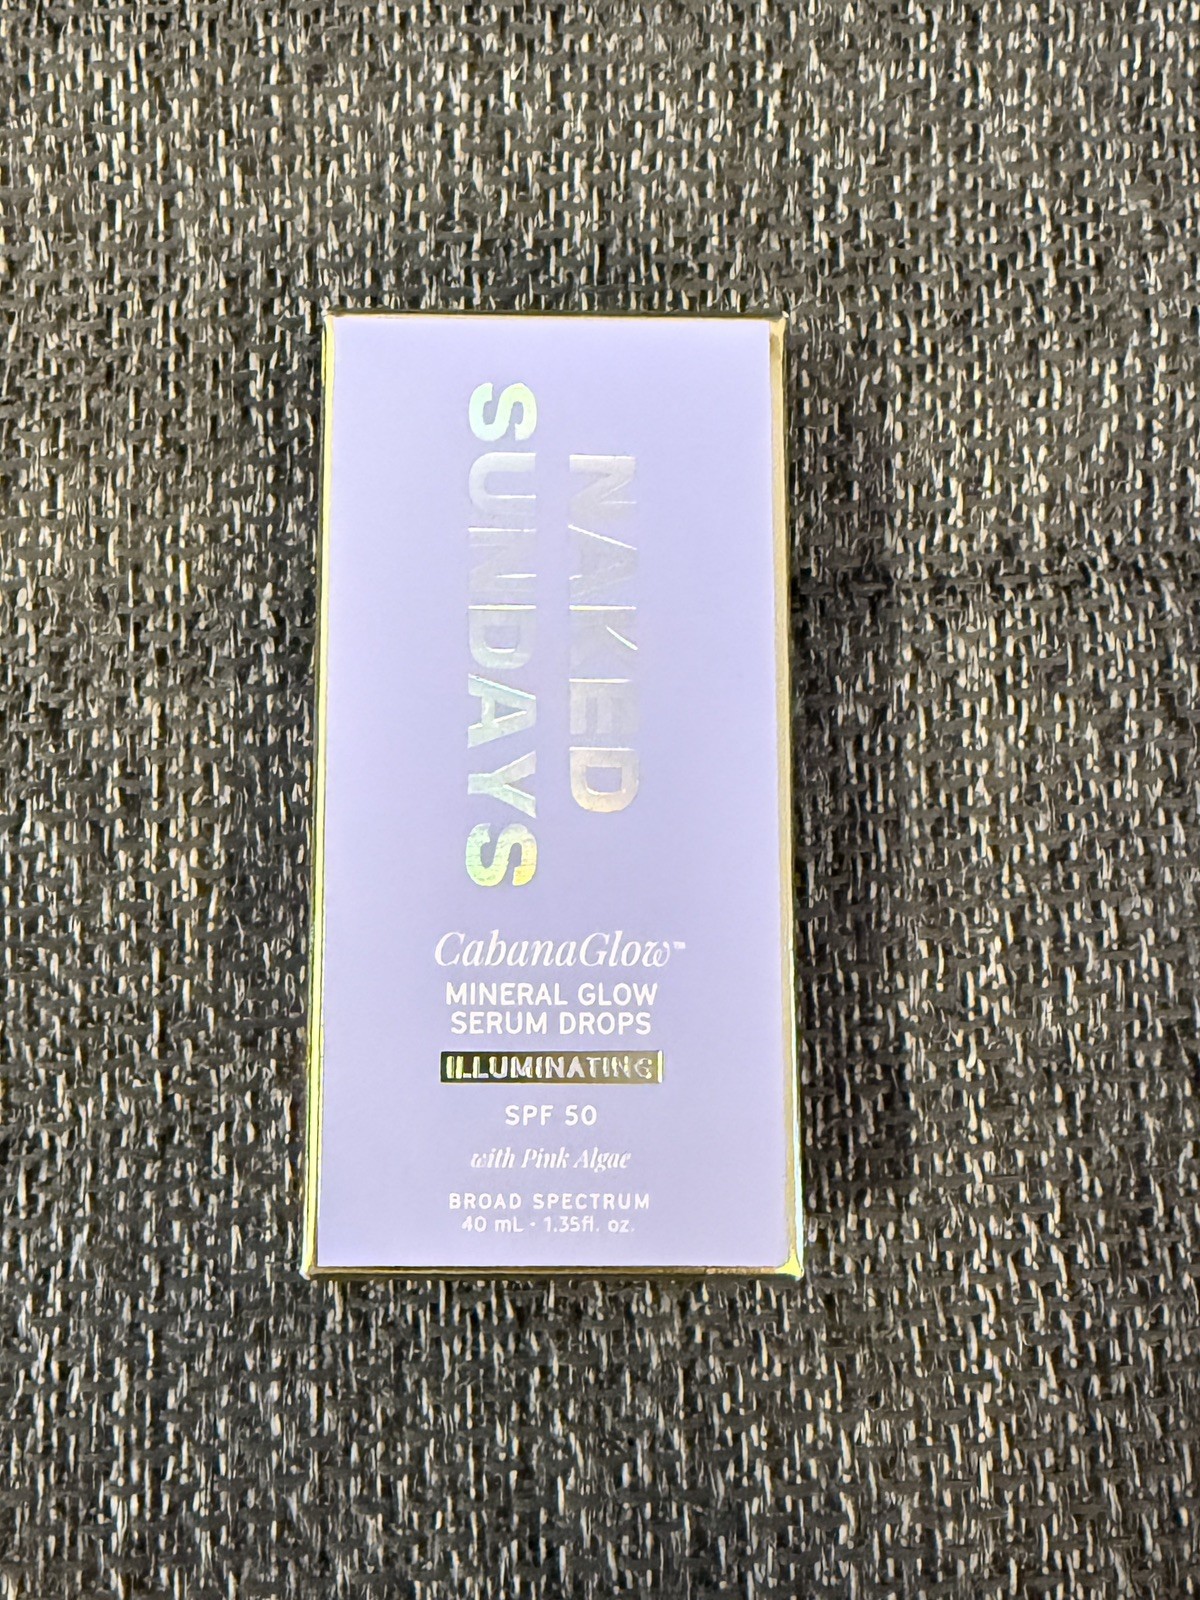 NAKED
SUNDAYS
CabanaGlow™
MINERAL GLOW
SERUM DROPS
ILLUMINATING
SPF 50
with Pink Algae
BROAD SPECTRUM
40 mL · 1.35fl. oz.